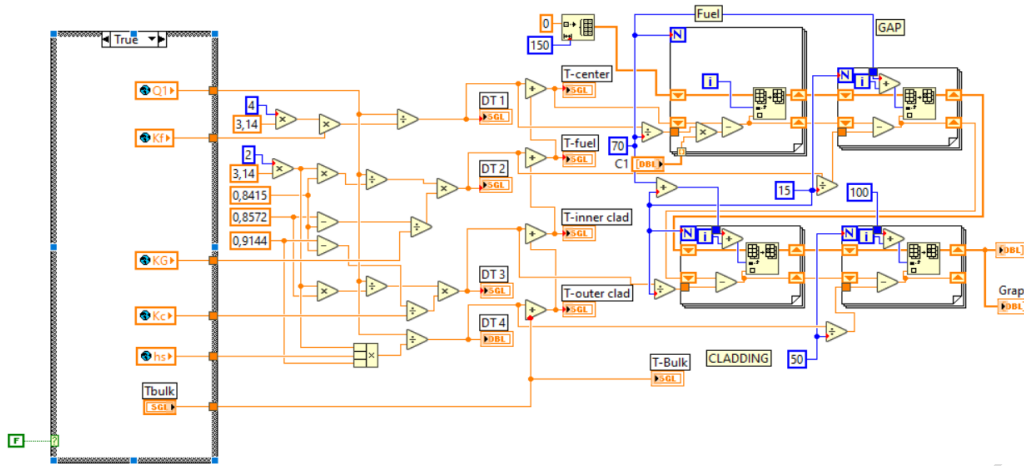 True
Q1
Kf
KG
Kc
hs
Tbulk
SGL
F
?
4
3,14
2
3,14
0,8415
0,8572
0,9144
DT 1
SGL
DT 2
SGL
DT 3
SGL
DT 4
DBL
T-center
SGL
T-fuel
SGL
T-inner clad
SGL
T-outer clad
SGL
T-Bulk
SGL
0
150
70
C1
DBL
Fuel
N
i
GAP
N
15
100
N
i
N
i
50
CLADDING
DBL
Grap
DBL